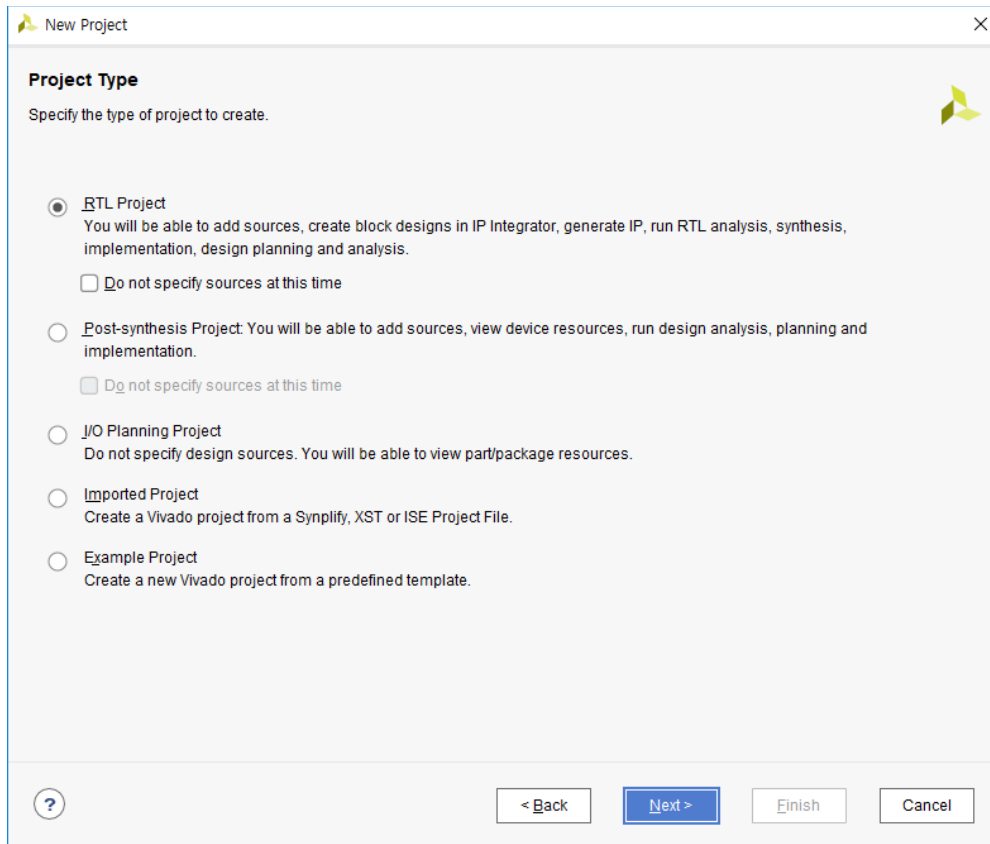 New Project
Project Type
Specify the type of project to create.
RTL Project
You will be able to add sources, create block designs in IP Integrator, generate IP, run RTL analysis, synthesis,
implementation, design planning and analysis.
Do not specify sources at this time
Post-synthesis Project: You will be able to add sources, view device resources, run design analysis, planning and
implementation.
Do not specify sources at this time
I/O Planning Project
Do not specify design sources. You will be able to view part/package resources.
Imported Project
Create a Vivado project from a Synplify, XST or ISE Project File.
Example Project
Create a new Vivado project from a predefined template.
? < Back Next > Finish Cancel